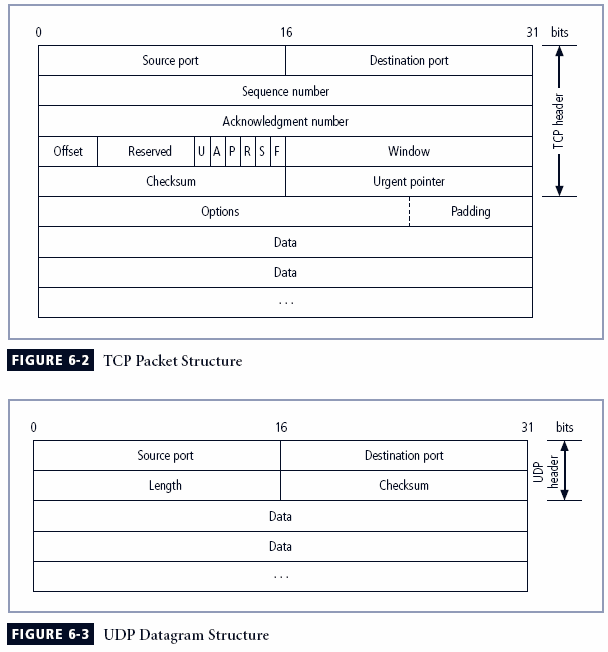 0 16 31 bits
Source port Destination port
Sequence number
Acknowledgment number
Offset Reserved U A P R S F Window
Checksum Urgent pointer
Options Padding
Data
Data
...
TCP header
FIGURE 6-2 TCP Packet Structure
0 16 31 bits
Source port Destination port
Length Checksum
Data
Data
...
UDP
header
FIGURE 6-3 UDP Datagram Structure